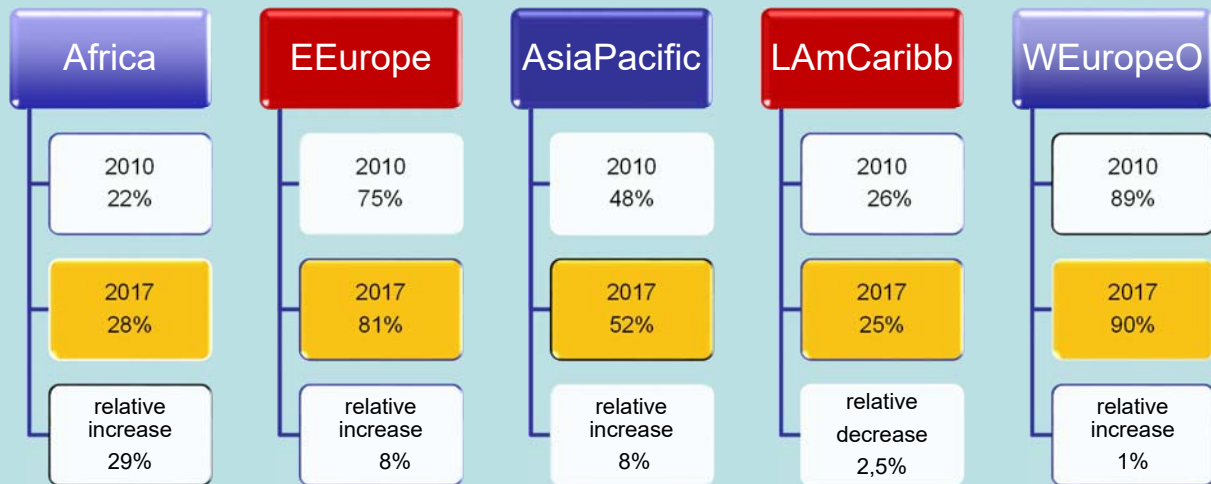 Africa
2010
22%
2017
28%
relative
increase
29%
EEurope
2010
75%
2017
81%
relative
increase
8%
AsiaPacific
2010
48%
2017
52%
relative
increase
8%
LAmCaribb
2010
26%
2017
25%
relative
decrease
2,5%
WEuropeO
2010
89%
2017
90%
relative
increase
1%